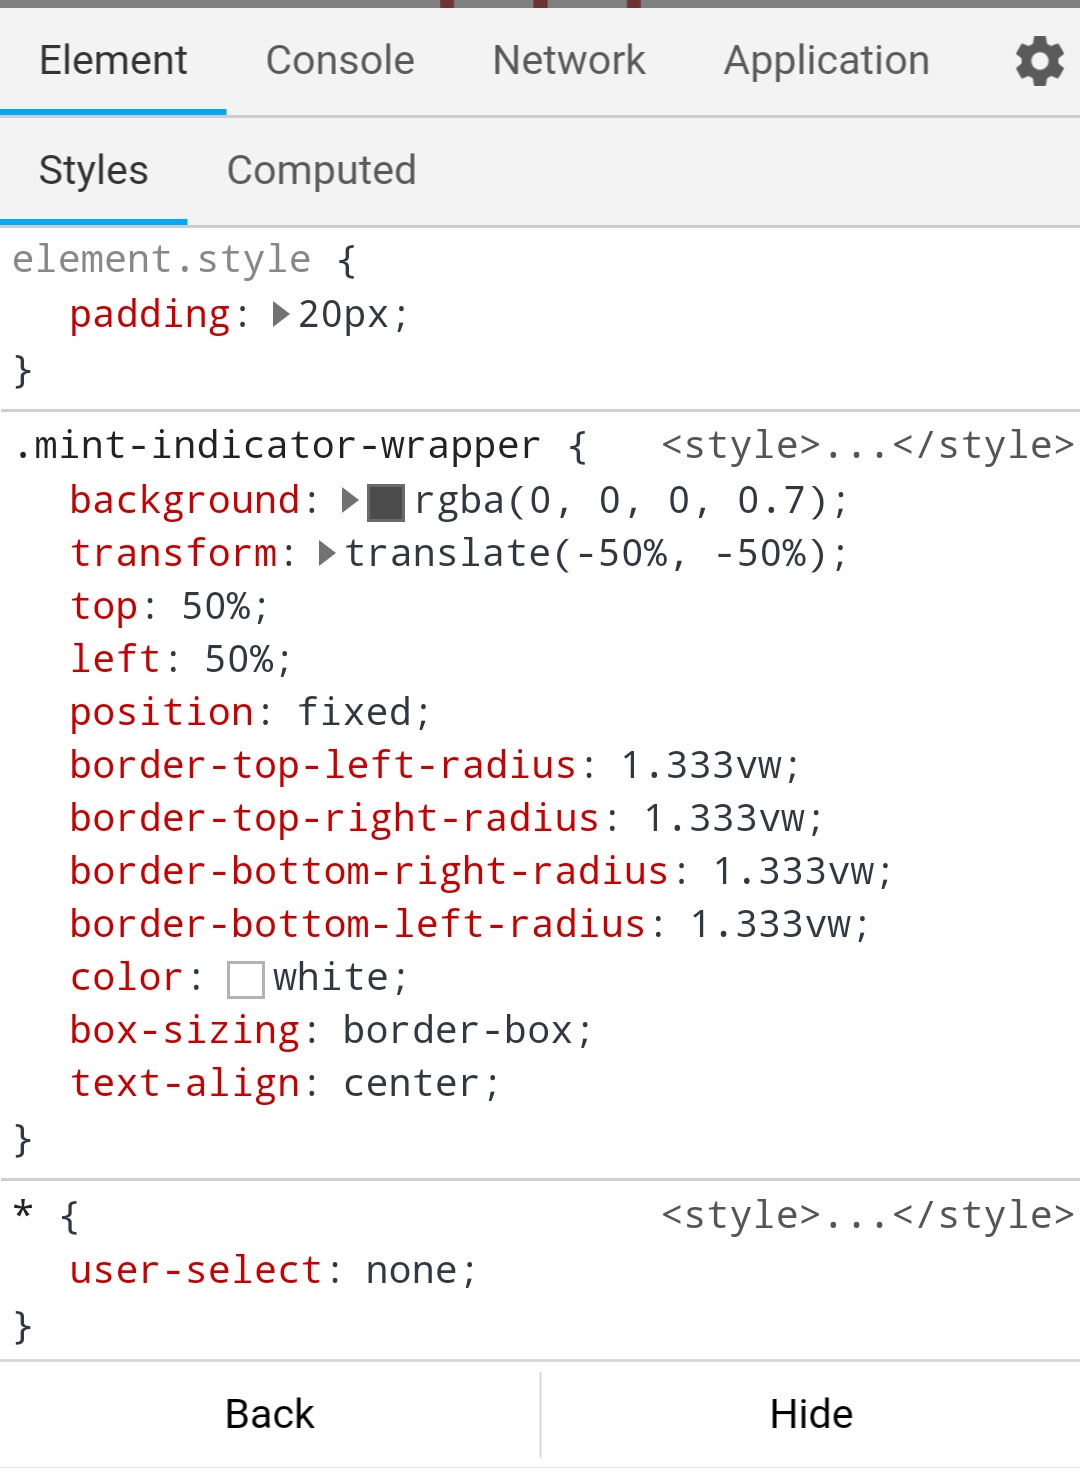 Element Console Network Application
Styles Computed
element.style {
padding: 20px;
}
.mint-indicator-wrapper { <style>...</style>
background: rgba(0, 0, 0, 0.7);
transform: translate(-50%, -50%);
top: 50%;
left: 50%;
position: fixed;
border-top-left-radius: 1.333vw;
border-top-right-radius: 1.333vw;
border-bottom-right-radius: 1.333vw;
border-bottom-left-radius: 1.333vw;
color: white;
box-sizing: border-box;
text-align: center;
}
* { <style>...</style>
user-select: none;
}
Back Hide